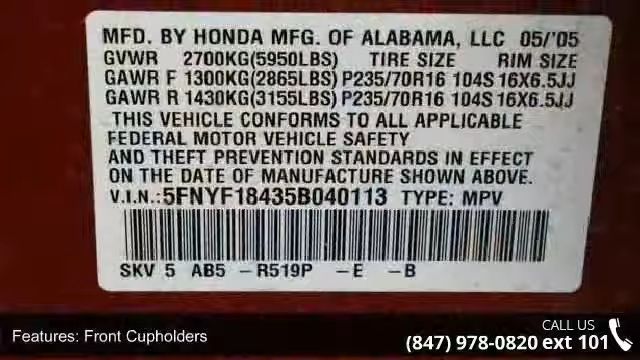 MFD. BY HONDA MFG. OF ALABAMA, LLC 05/'05
GVWR 2700KG(5950LBS) TIRE SIZE RIM SIZE
GAWR F 1300KG(2865LBS) P235/70R16 104S 16X6.5JJ
GAWR R 1430KG(3155LBS) P235/70R16 104S 16X6.5JJ
THIS VEHICLE CONFORMS TO ALL APPLICABLE
FEDERAL MOTOR VEHICLE SAFETY
AND THEFT PREVENTION STANDARDS IN EFFECT
ON THE DATE OF MANUFACTURE SHOWN ABOVE.
V.I.N.:5FNYF18435B040113 TYPE: MPV
SKV 5 AB5 -R519P -E -B
Features: Front Cupholders
CALL US
(847) 978-0820 ext 101